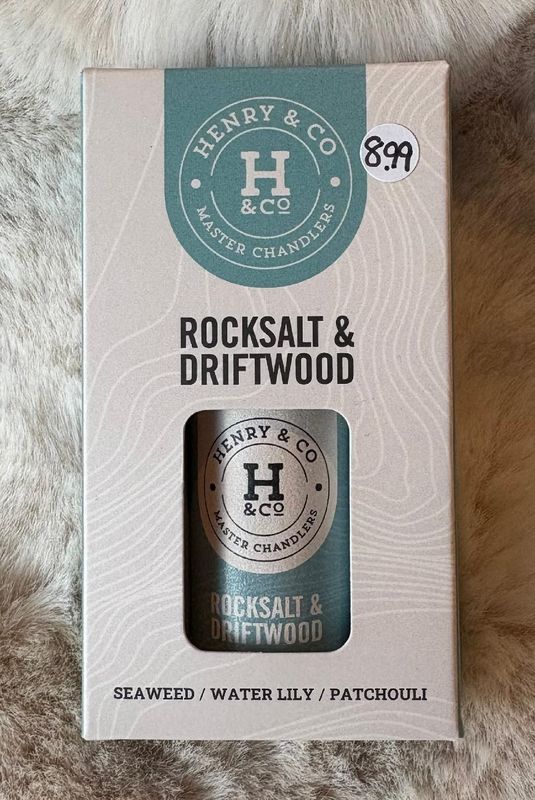 HENRY & CO
H
& Co
MASTER CHANDLERS
8.99
ROCKSALT &
DRIFTWOOD
HENRY & CO
H
& Co
MASTER CHANDLERS
ROCKSALT &
DRIFTWOOD
SEAWEED / WATER LILY / PATCHOULI